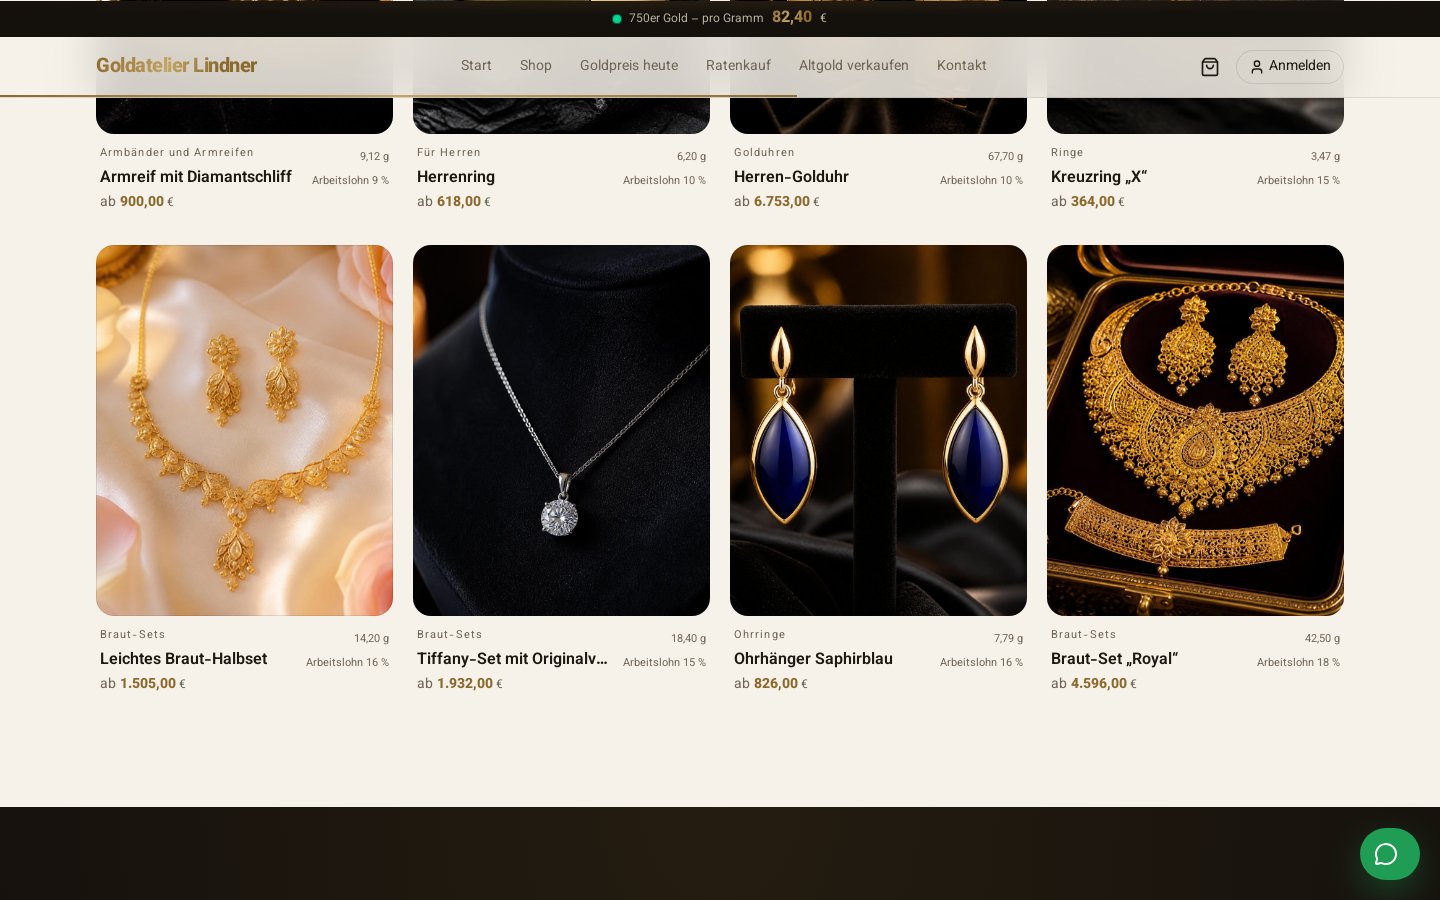 750er Gold – pro Gramm 82,40 €
Goldatelier Lindner
Start Shop Goldpreis heute Ratenkauf Altgold verkaufen Kontakt
Anmelden
Armbänder und Armreifen 9,12 g
Armreif mit Diamantschliff Arbeitslohn 9 %
ab 900,00 €
Für Herren 6,20 g
Herrenring Arbeitslohn 10 %
ab 618,00 €
Golduhren 67,70 g
Herren-Golduhr Arbeitslohn 10 %
ab 6.753,00 €
Ringe 3,47 g
Kreuzring „X“ Arbeitslohn 15 %
ab 364,00 €
Braut-Sets 14,20 g
Leichtes Braut-Halbset Arbeitslohn 16 %
ab 1.505,00 €
Braut-Sets 18,40 g
Tiffany-Set mit Originalv… Arbeitslohn 15 %
ab 1.932,00 €
Ohrringe 7,79 g
Ohrhänger Saphirblau Arbeitslohn 16 %
ab 826,00 €
Braut-Sets 42,50 g
Braut-Set „Royal“ Arbeitslohn 18 %
ab 4.596,00 €